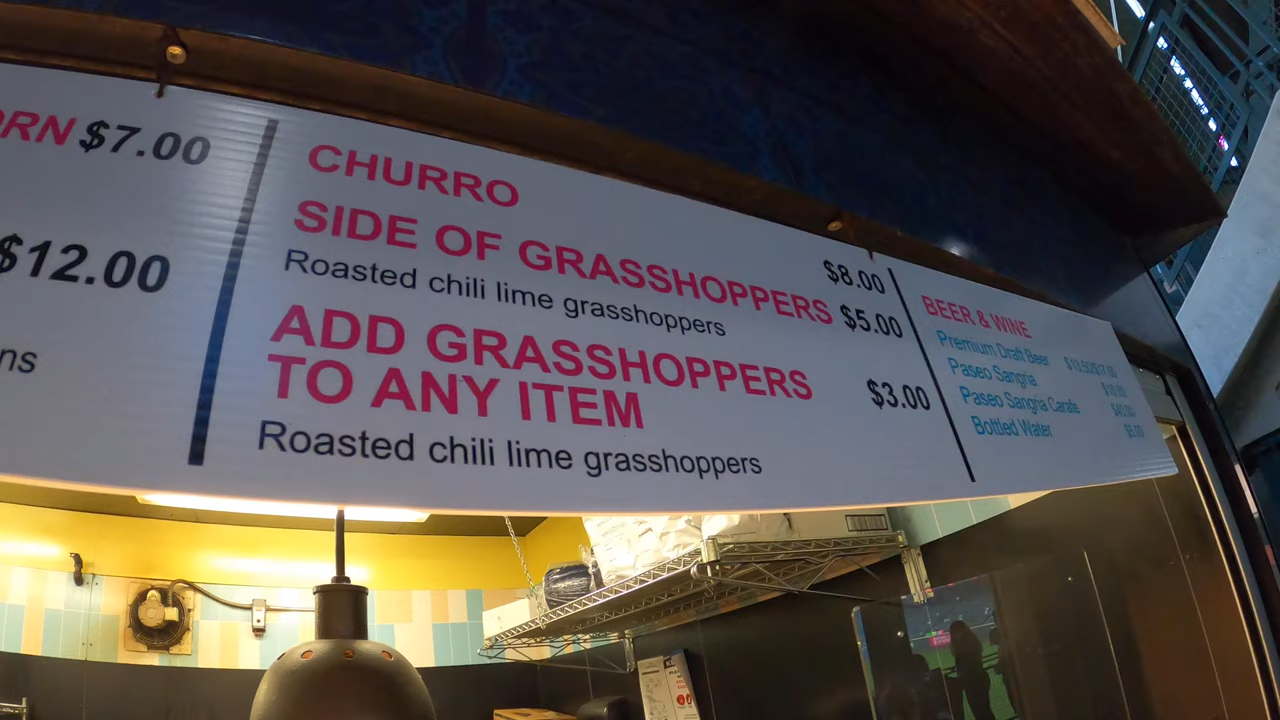 ORN $7.00
$12.00
ns
CHURRO $8.00
SIDE OF GRASSHOPPERS $5.00
Roasted chili lime grasshoppers
ADD GRASSHOPPERS
TO ANY ITEM $3.00
Roasted chili lime grasshoppers
BEER & WINE
Premium Draft Beer
Paseo Sangria
Paseo Sangria Carafe
Bottled Water